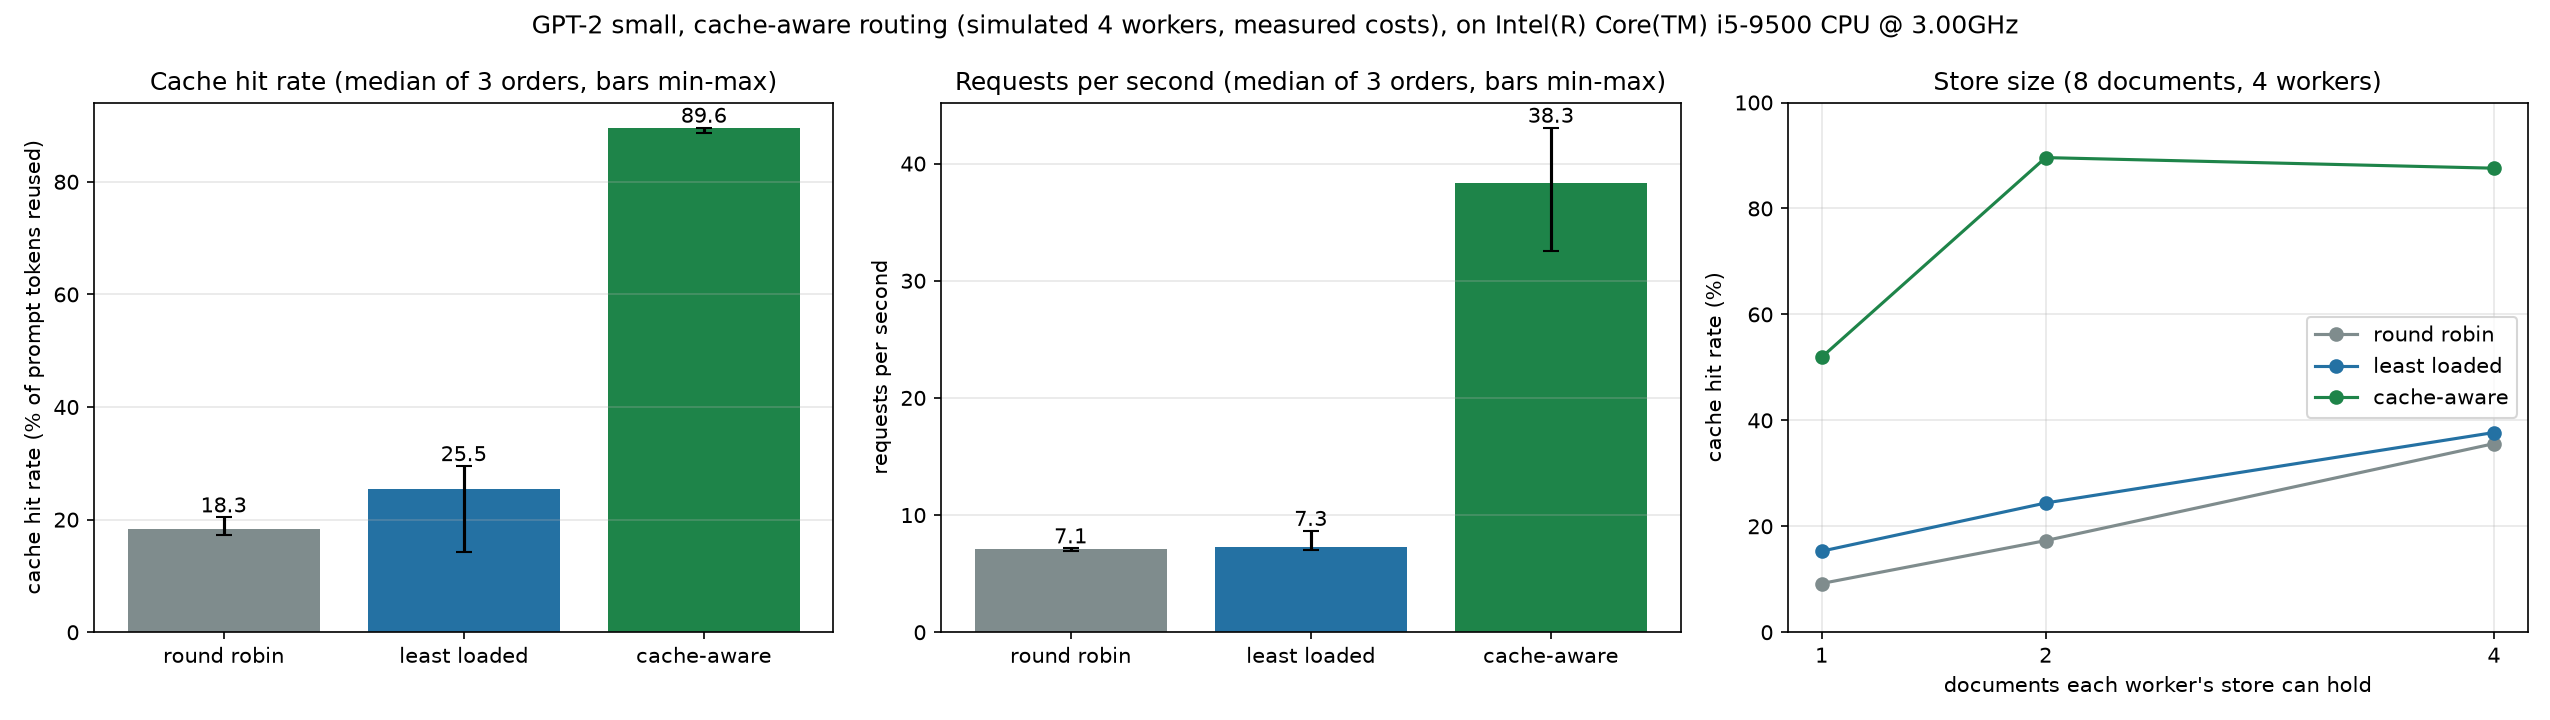 GPT-2 small, cache-aware routing (simulated 4 workers, measured costs), on Intel(R) Core(TM) i5-9500 CPU @ 3.00GHz
Cache hit rate (median of 3 orders, bars min-max)
cache hit rate (% of prompt tokens reused)
80
60
40
20
0
18.3
25.5
89.6
round robin
least loaded
cache-aware
Requests per second (median of 3 orders, bars min-max)
requests per second
40
30
20
10
0
7.1
7.3
38.3
round robin
least loaded
cache-aware
Store size (8 documents, 4 workers)
cache hit rate (%)
100
80
60
40
20
0
round robin
least loaded
cache-aware
1
2
4
documents each worker's store can hold